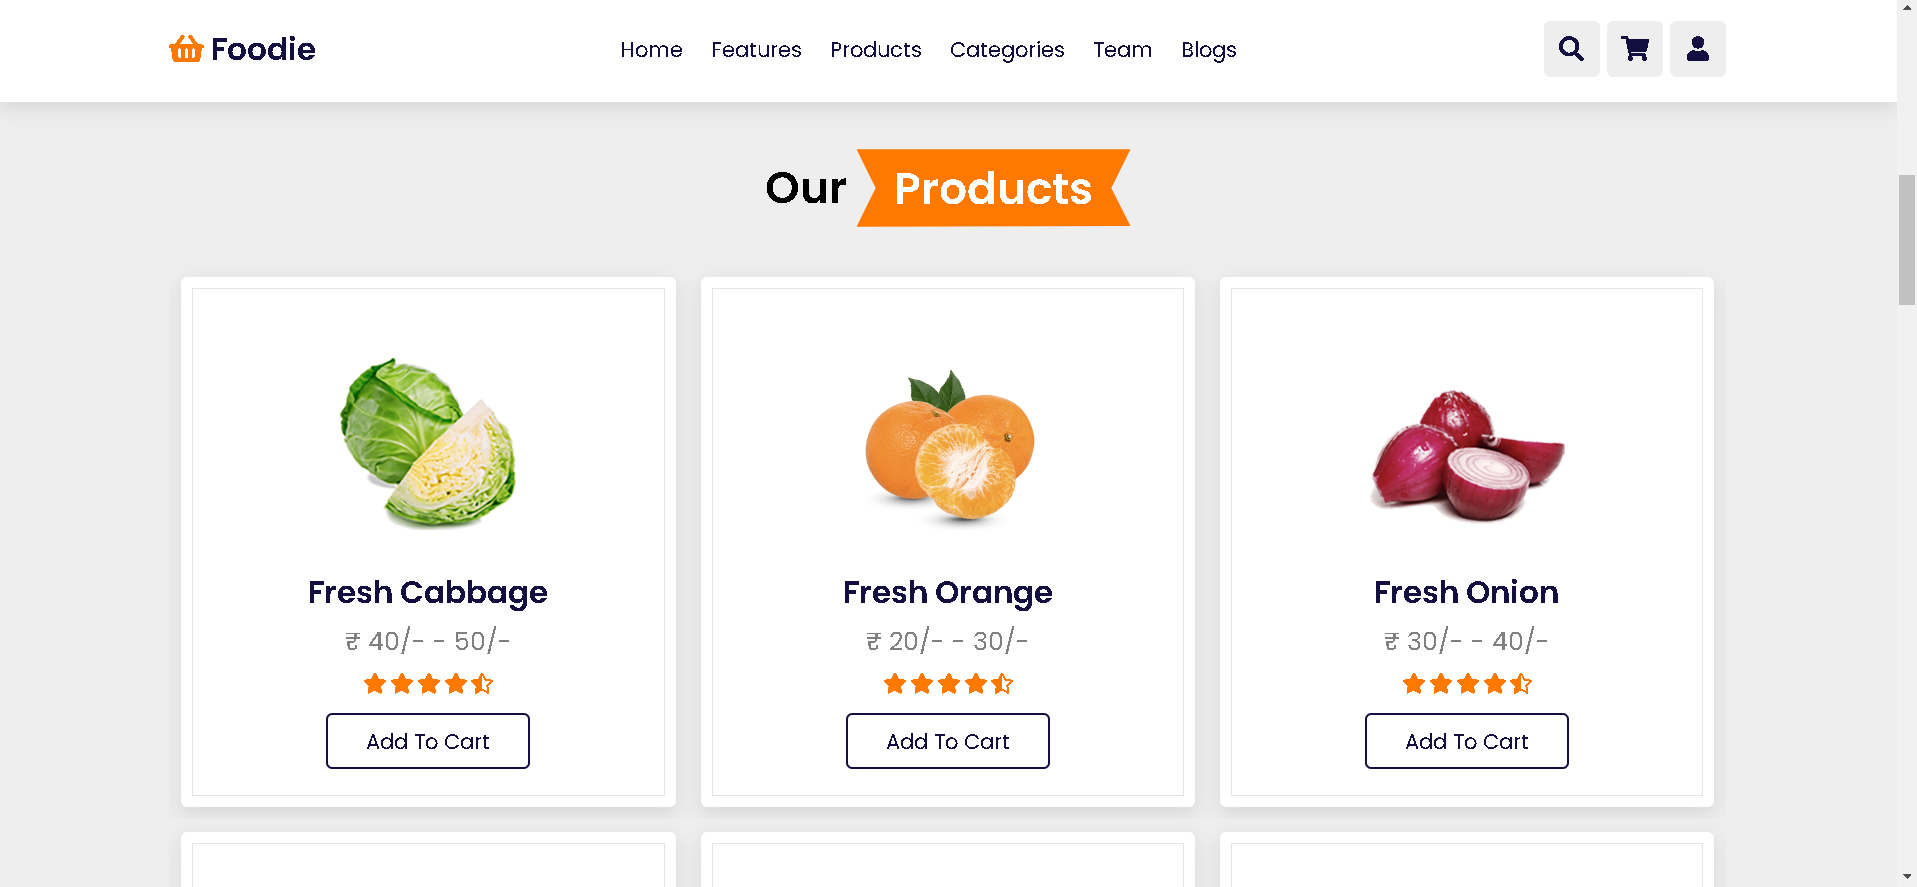 Foodie
Home Features Products Categories Team Blogs
Our Products
Fresh Cabbage
₹ 40/- - 50/-
Add To Cart
Fresh Orange
₹ 20/- - 30/-
Add To Cart
Fresh Onion
₹ 30/- - 40/-
Add To Cart